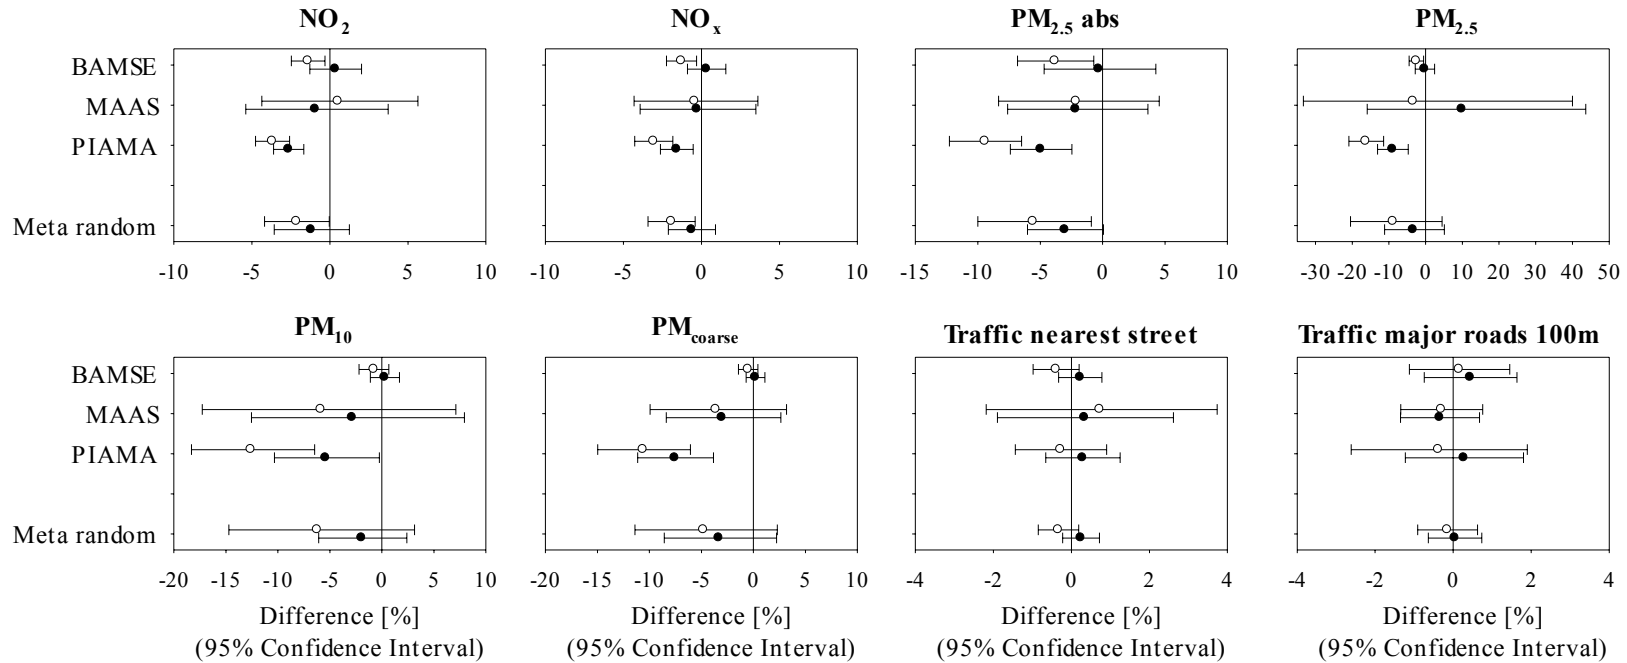 NO2 NOx PM2.5 abs PM2.5
BAMSE
MAAS
PIAMA
Meta random
-10 -5 0 5 10 -10 -5 0 5 10 -15 -10 -5 0 5 10 -30 -20 -10 0 10 20 30 40 50
PM10 PMcoarse Traffic nearest street Traffic major roads 100m
BAMSE
MAAS
PIAMA
Meta random
-20 -15 -10 -5 0 5 10 -20 -15 -10 -5 0 5 10 -4 -2 0 2 4 -4 -2 0 2 4
Difference [%] Difference [%] Difference [%] Difference [%]
(95% Confidence Interval) (95% Confidence Interval) (95% Confidence Interval) (95% Confidence Interval)